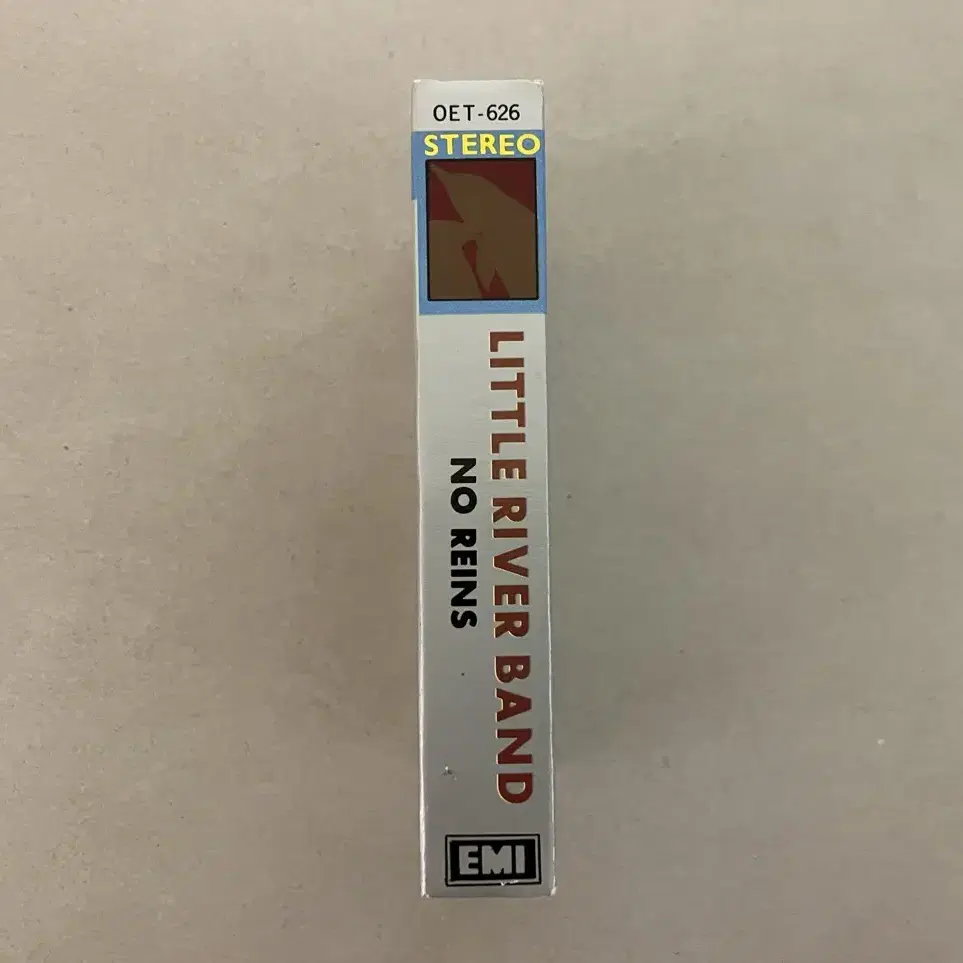 OET-626
STEREO
LITTLE RIVER BAND
NO REINS
EMI